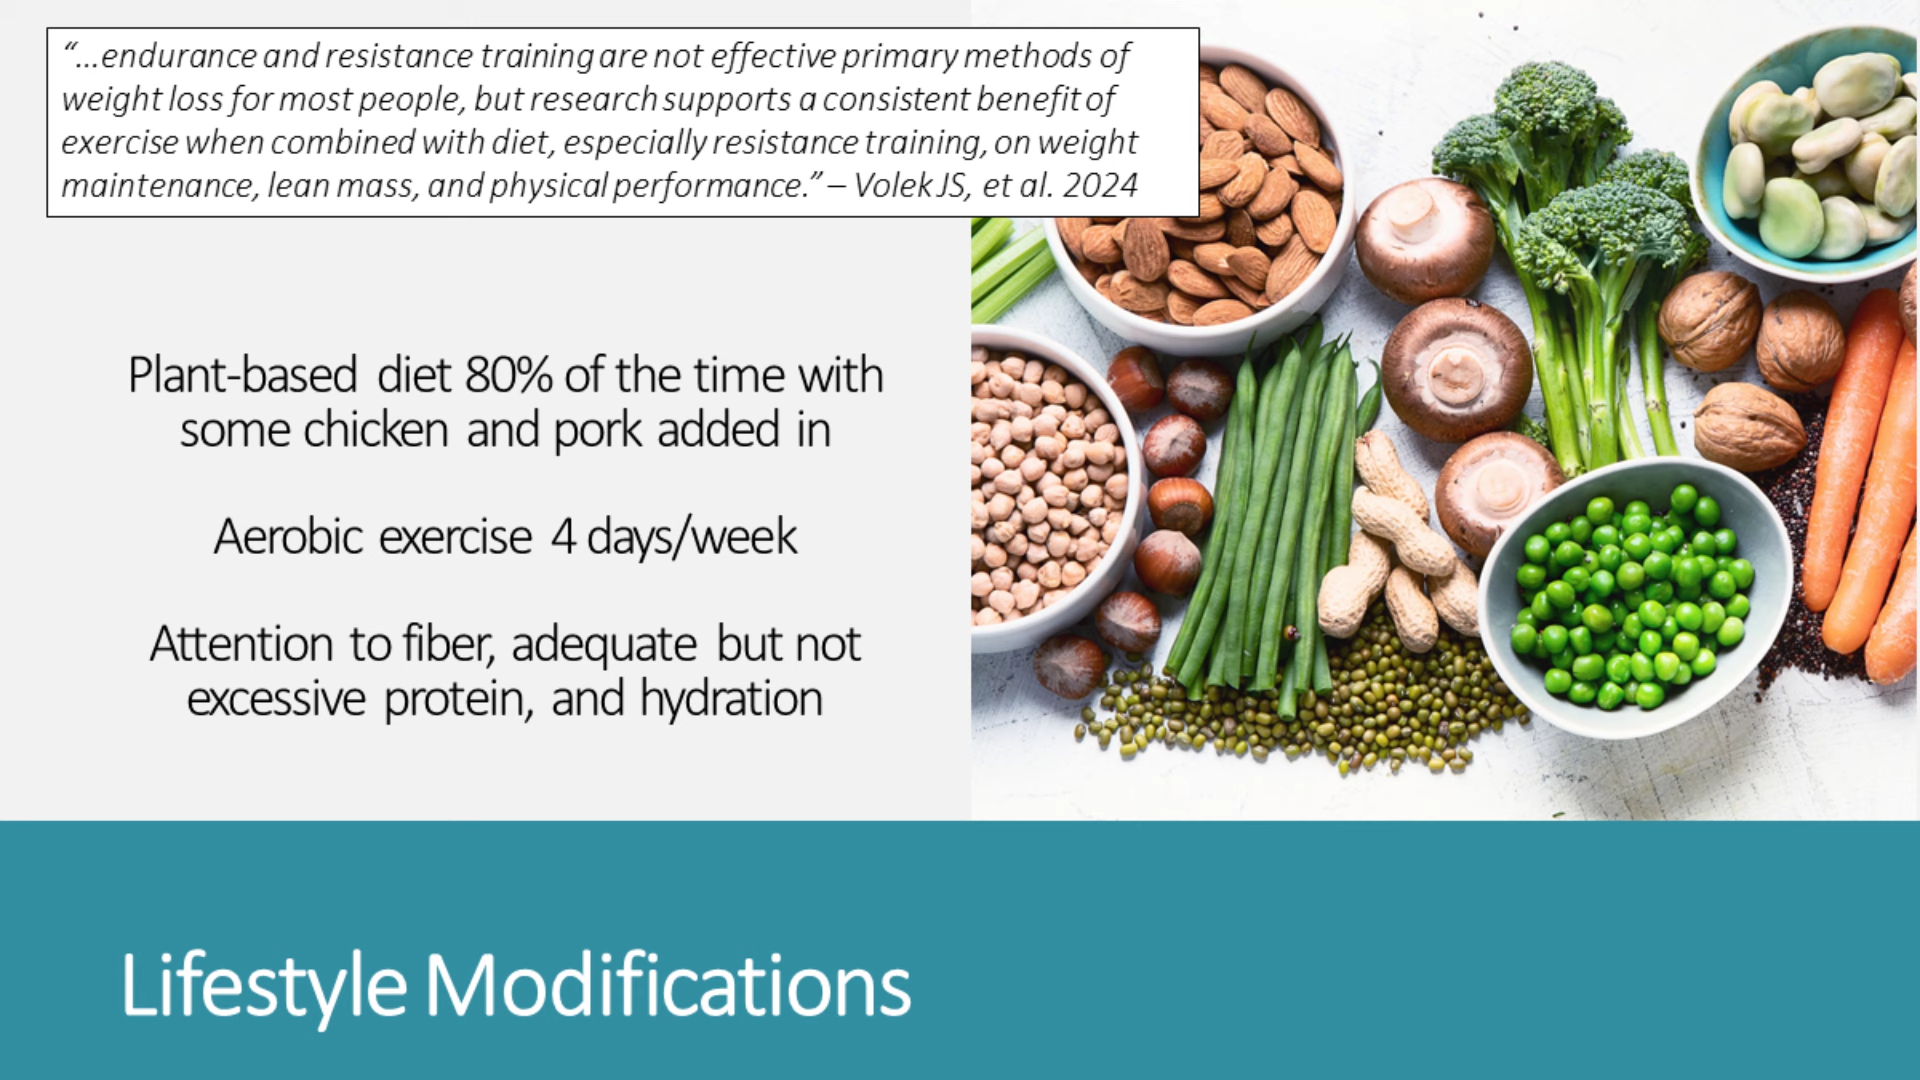 “…endurance and resistance training are not effective primary methods of
weight loss for most people, but research supports a consistent benefit of
exercise when combined with diet, especially resistance training, on weight
maintenance, lean mass, and physical performance.” – Volek JS, et al. 2024
Plant-based diet 80% of the time with
some chicken and pork added in
Aerobic exercise 4 days/week
Attention to fiber, adequate but not
excessive protein, and hydration
Lifestyle Modifications